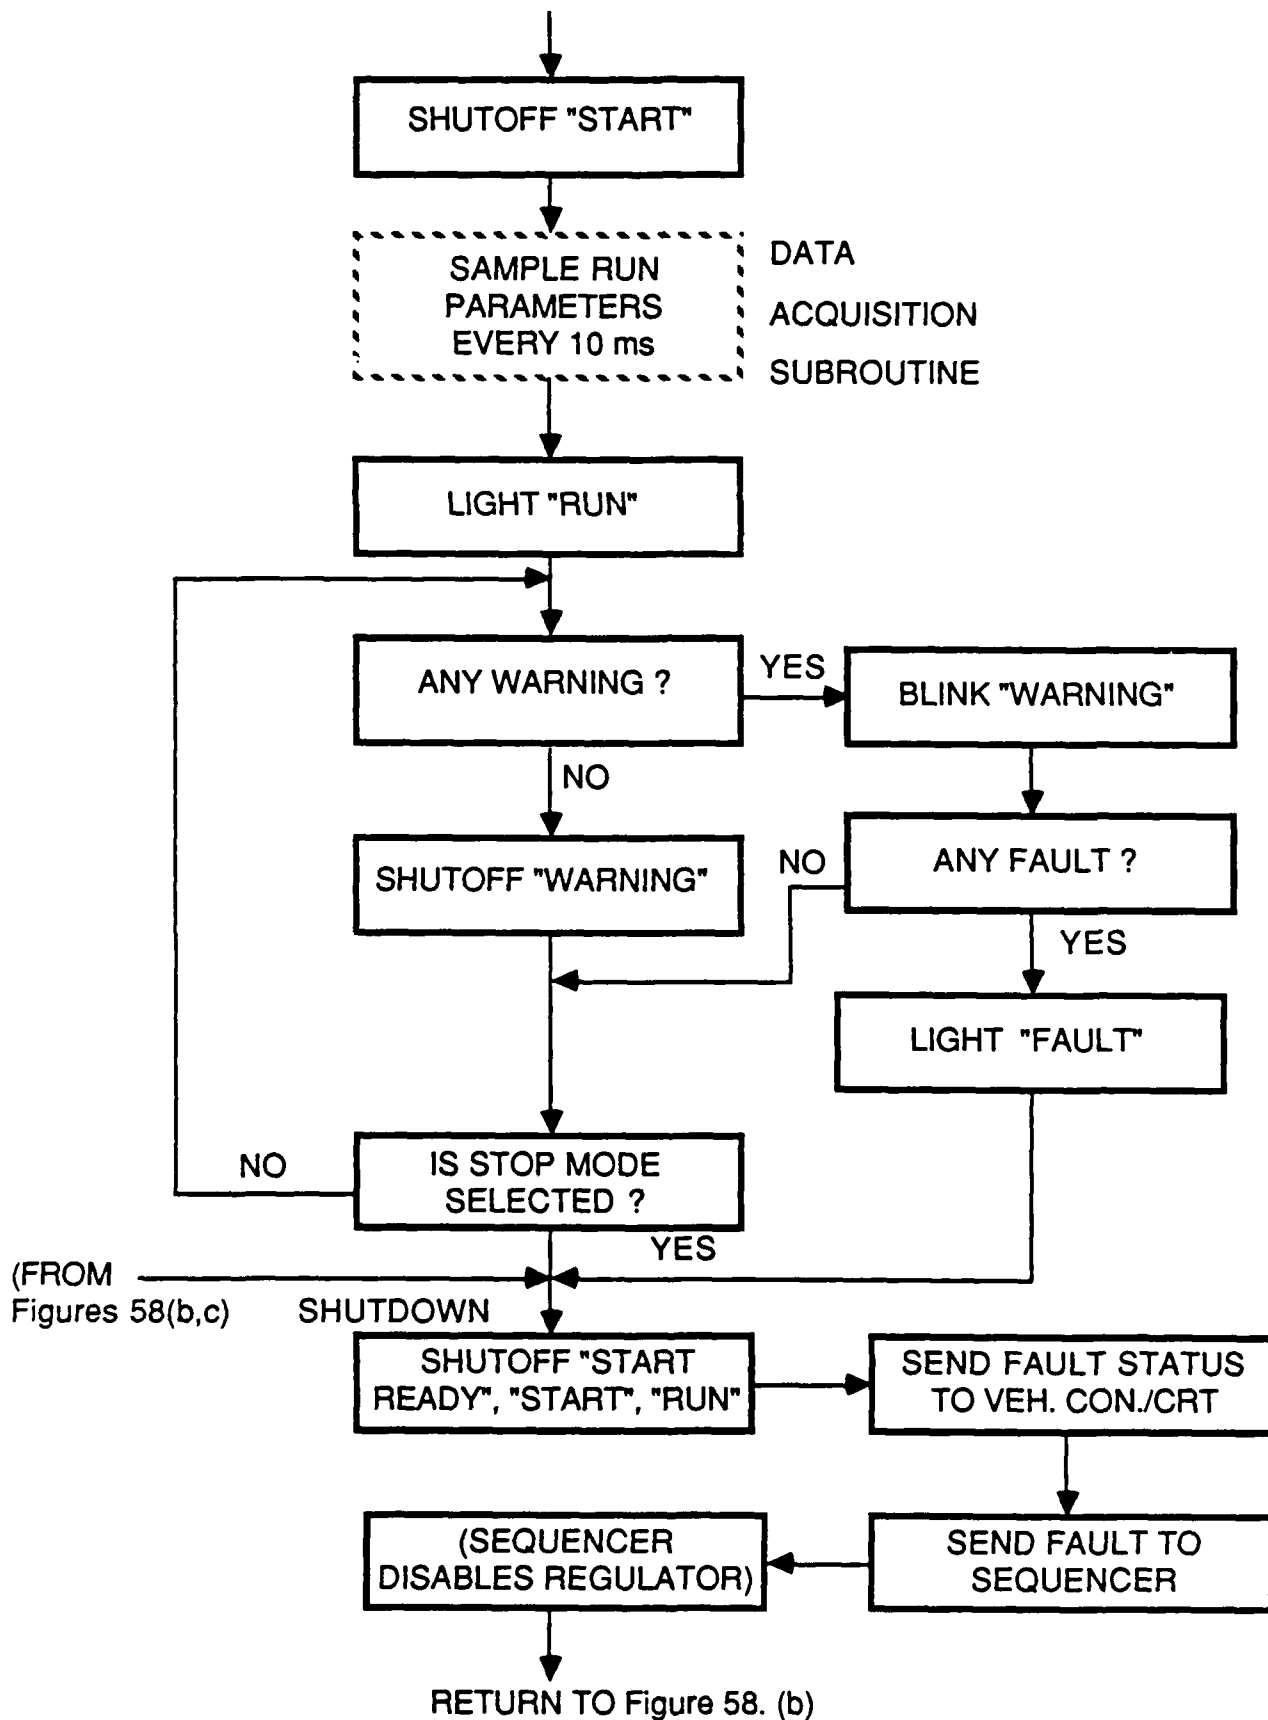 SHUTOFF "START"
SAMPLE RUN
PARAMETERS
EVERY 10 ms
DATA
ACQUISITION
SUBROUTINE
LIGHT "RUN"
ANY WARNING ?
YES
BLINK "WARNING"
NO
SHUTOFF "WARNING"
NO
ANY FAULT ?
YES
LIGHT "FAULT"
NO
IS STOP MODE
SELECTED ?
YES
(FROM
Figures 58(b,c)
SHUTDOWN
SHUTOFF "START
READY", "START", "RUN"
SEND FAULT STATUS
TO VEH. CON./CRT
SEND FAULT TO
SEQUENCER
(SEQUENCER
DISABLES REGULATOR)
RETURN TO Figure 58. (b)